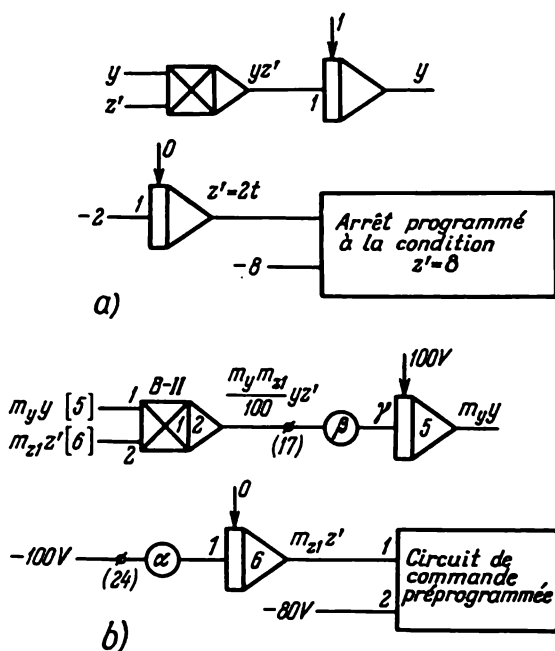 1
y
z'
yz'
1
y
0
-2
1
z'=2t
-8
Arrêt programmé
à la condition
z'=8
a)
B-II
m_y y [5]
1
m_z1 z' [6]
2
1
2
m_y m_z1
100
yz'
(17)
β
γ
100V
5
m_y y
-100V
(24)
α
1
0
6
m_z1 z'
1
-80V
2
Circuit de
commande
préprogrammée
b)